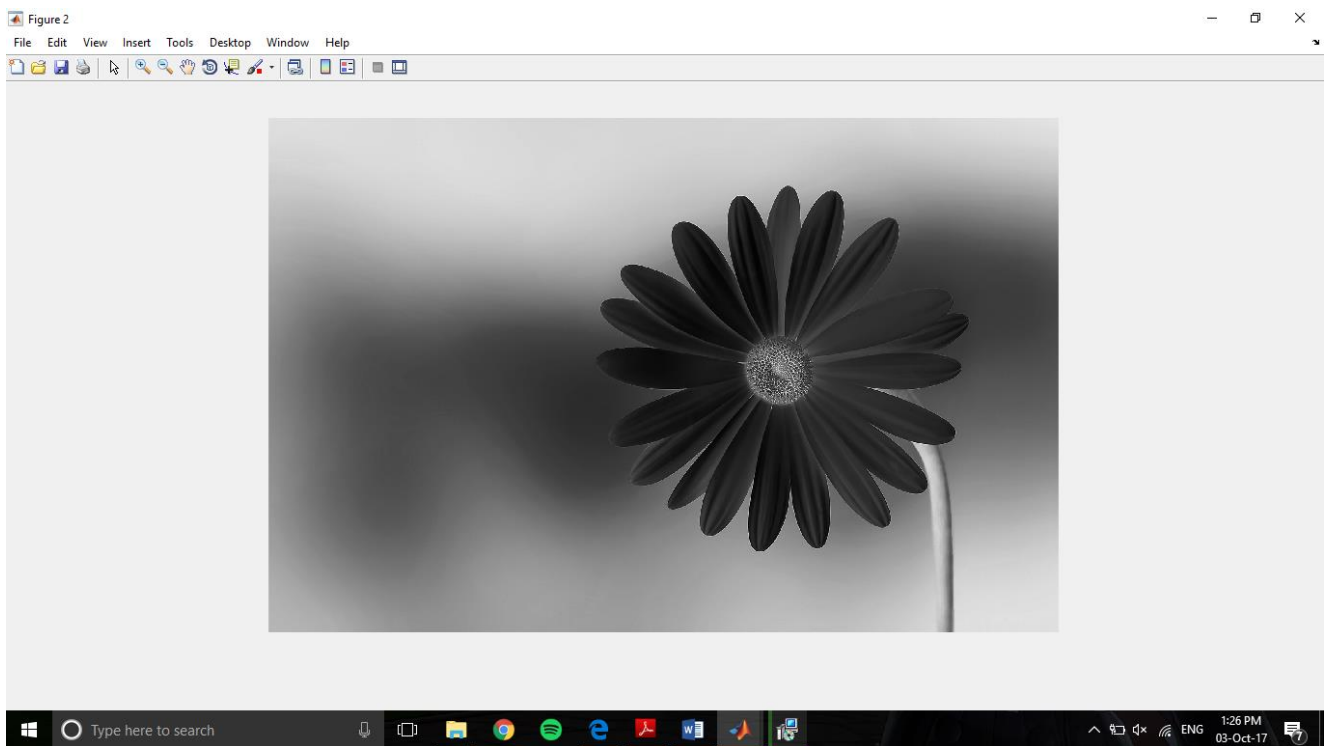 Figure 2
File Edit View Insert Tools Desktop Window Help
Type here to search
ENG
1:26 PM
03-Oct-17
7